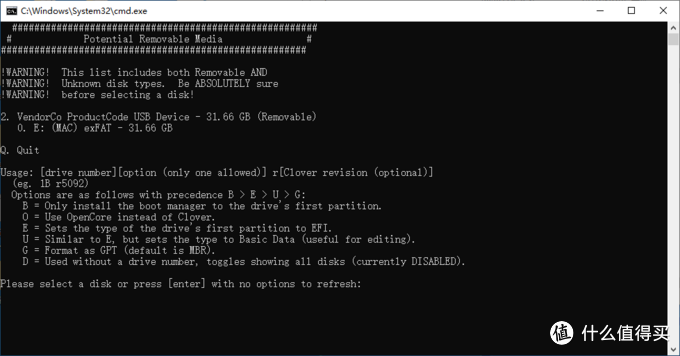 C:\Windows\System32\cmd.exe
######################################################
# Potential Removable Media #
######################################################
!WARNING! This list includes both Removable AND
!WARNING! Unknown disk types. Be ABSOLUTELY sure
!WARNING! before selecting a disk!
2. VendorCo ProductCode USB Device - 31.66 GB (Removable)
0. E: (MAC) exFAT - 31.66 GB
Q. Quit
Usage: [drive number][option (only one allowed)] r[Clover revision (optional)]
(eg. 1B r5092)
Options are as follows with precedence B > E > U > G:
B = Only install the boot manager to the drive's first partition.
O = Use OpenCore instead of Clover.
E = Sets the type of the drive's first partition to EFI.
U = Similar to E, but sets the type to Basic Data (useful for editing).
G = Format as GPT (default is MBR).
D = Used without a drive number, toggles showing all disks (currently DISABLED).
Please select a disk or press [enter] with no options to refresh:
值 什么值得买